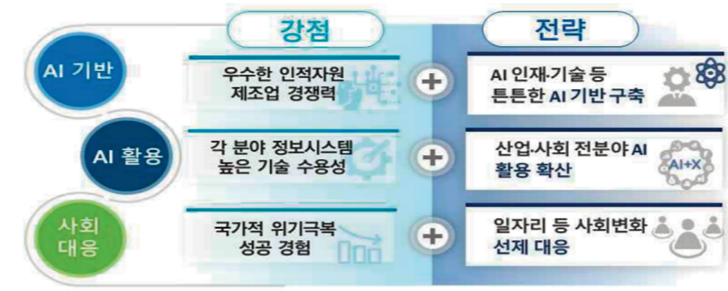 강점
전략
AI 기반
우수한 인적자원
제조업 경쟁력
AI 인재·기술 등
튼튼한 AI 기반 구축
AI 활용
각 분야 정보시스템
높은 기술 수용성
산업·사회 전분야 AI
활용 확산
AI+X
사회
대응
국가적 위기극복
성공 경험
일자리 등 사회변화
선제 대응